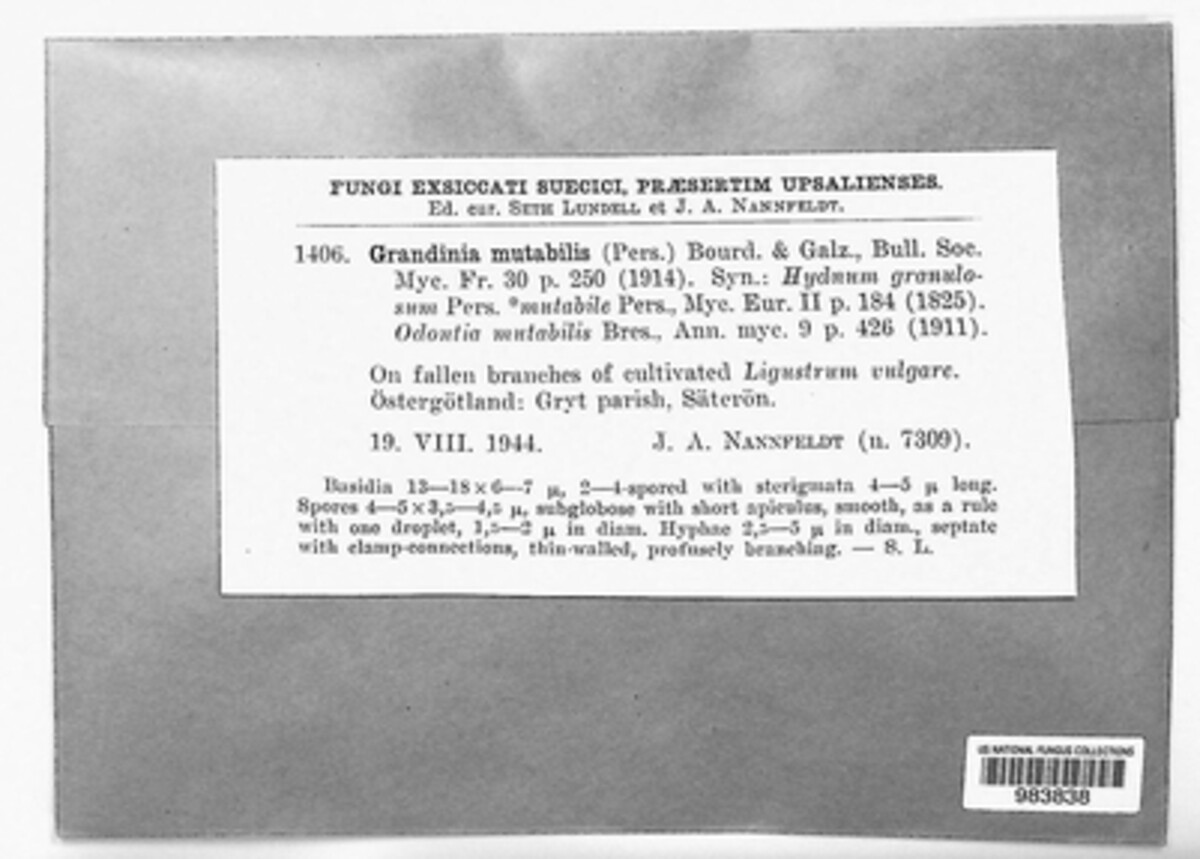 FUNGI EXSICCATI SUECICI, PRÆSERTIM UPSALIENSES.
Ed. cur. SETH LUNDELL et J. A. NANNFELDT.
1406. Grandinia mutabilis (Pers.) Bourd. & Galz., Bull. Soc.
Myc. Fr. 30 p. 250 (1914). Syn.: Hydnum granulo-
sum Pers. *mutabile Pers., Myc. Eur. II p. 184 (1825).
Odontia mutabilis Bres., Ann. myc. 9 p. 426 (1911).
On fallen branches of cultivated Ligustrum vulgare.
Östergötland: Gryt parish, Säterön.
19. VIII. 1944. J. A. NANNFELDT (n. 7309).
Basidia 13—18 × 6—7 µ, 2—4-spored with sterigmata 4—5 µ long.
Spores 4—5 × 3,5—4,5 µ, subglobose with short apiculus, smooth, as a rule
with one droplet, 1,5—2 µ in diam. Hyphae 2,5—5 µ in diam., septate
with clamp-connections, thin-walled, profusely branching. — S. L.
US NATIONAL FUNGUS COLLECTIONS
983838